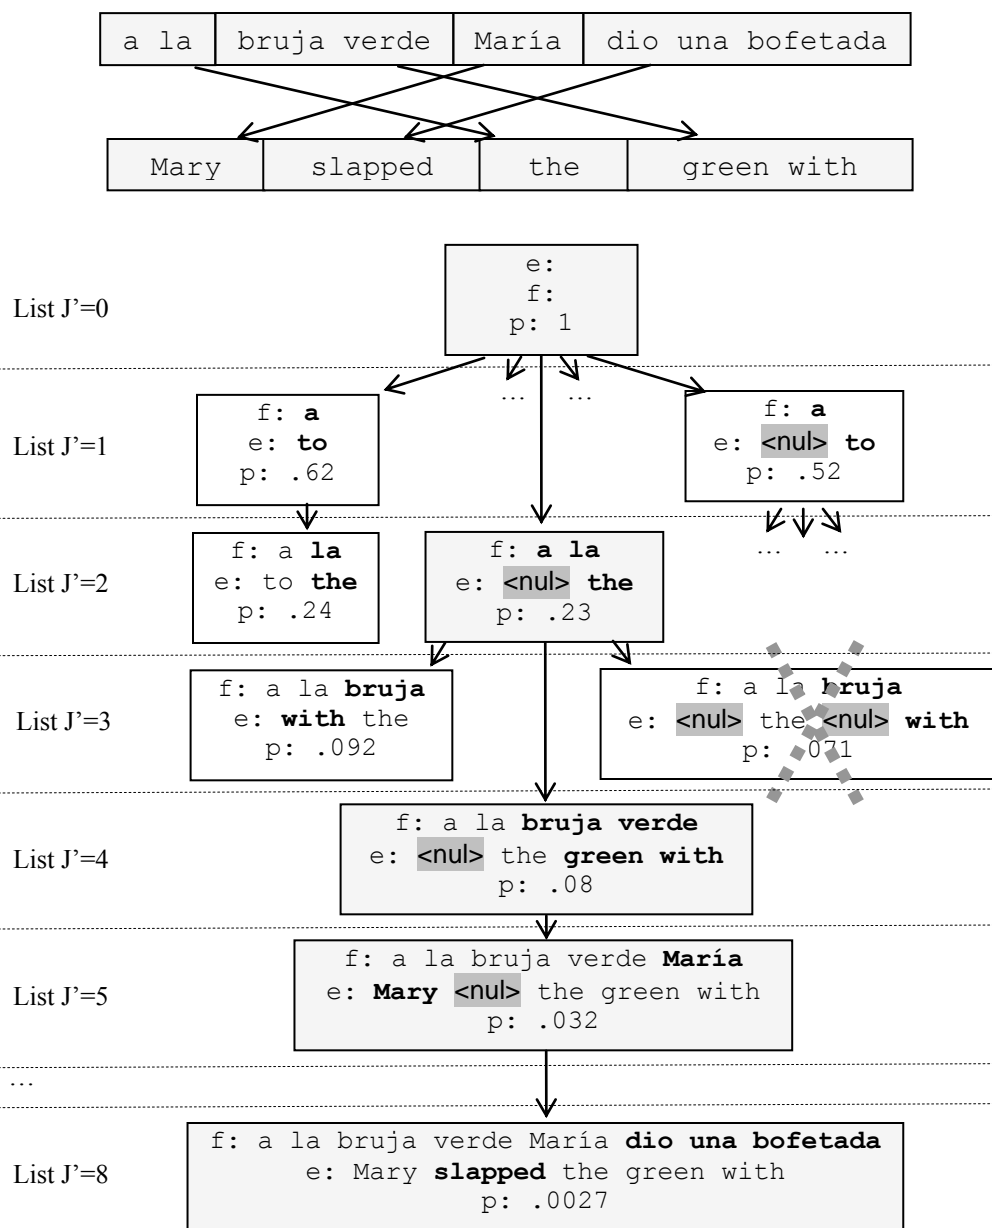 a la bruja verde María dio una bofetada
Mary slapped the green with
e:
f:
p: 1
List J’=0
… …
f: a
e: to
p: .62
List J’=1
f: a
e: <nul> to
p: .52
… …
f: a la
e: to the
p: .24
List J’=2
f: a la
e: <nul> the
p: .23
f: a la bruja
e: with the
p: .092
List J’=3
f: a la bruja
e: <nul> the <nul> with
p: .071
List J’=4
f: a la bruja verde
e: <nul> the green with
p: .08
List J’=5
f: a la bruja verde María
e: Mary <nul> the green with
p: .032
…
List J’=8
f: a la bruja verde María dio una bofetada
e: Mary slapped the green with
p: .0027